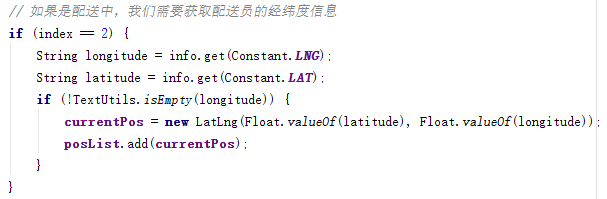 // 如果是配送中，我们需要获取配送员的经纬度信息
if (index == 2) {
String longitude = info.get(Constant.LNG);
String latitude = info.get(Constant.LAT);
if (!TextUtils.isEmpty(longitude)) {
currentPos = new LatLng(Float.valueOf(latitude), Float.valueOf(longitude));
posList.add(currentPos);
}
}